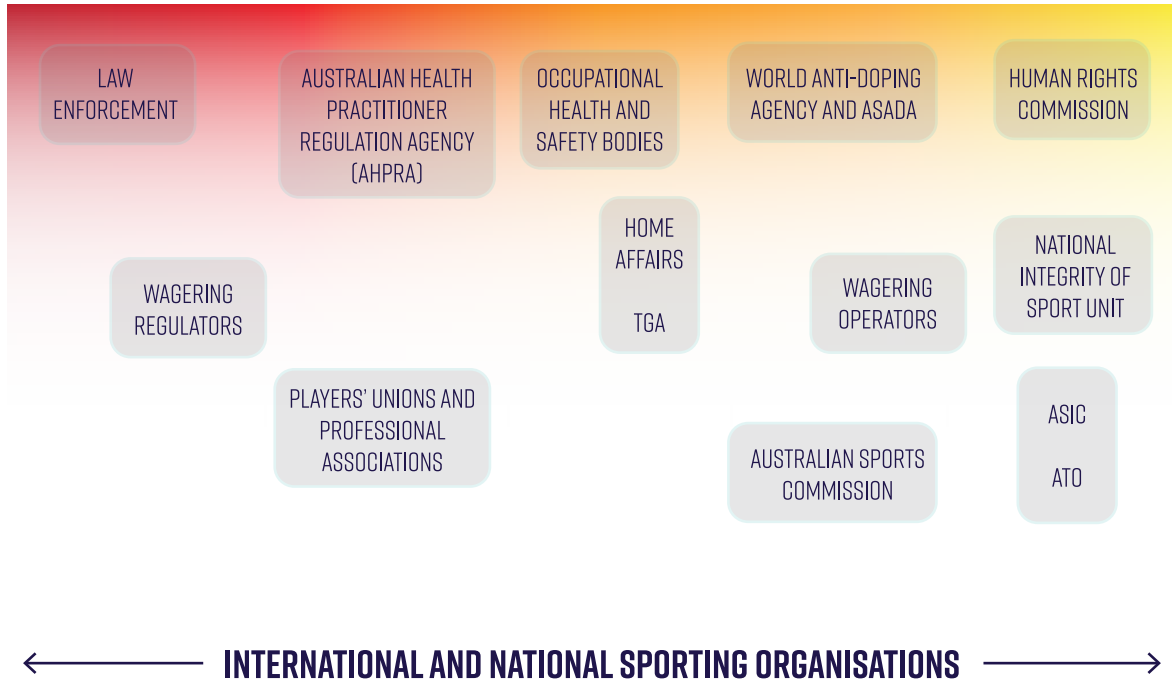 LAW
ENFORCEMENT
AUSTRALIAN HEALTH
PRACTITIONER
REGULATION AGENCY
(AHPRA)
OCCUPATIONAL
HEALTH AND
SAFETY BODIES
WORLD ANTI-DOPING
AGENCY AND ASADA
HUMAN RIGHTS
COMMISSION
HOME
AFFAIRS
TGA
NATIONAL
INTEGRITY OF
SPORT UNIT
WAGERING
REGULATORS
WAGERING
OPERATORS
PLAYERS’ UNIONS AND
PROFESSIONAL
ASSOCIATIONS
AUSTRALIAN SPORTS
COMMISSION
ASIC
ATO
INTERNATIONAL AND NATIONAL SPORTING ORGANISATIONS